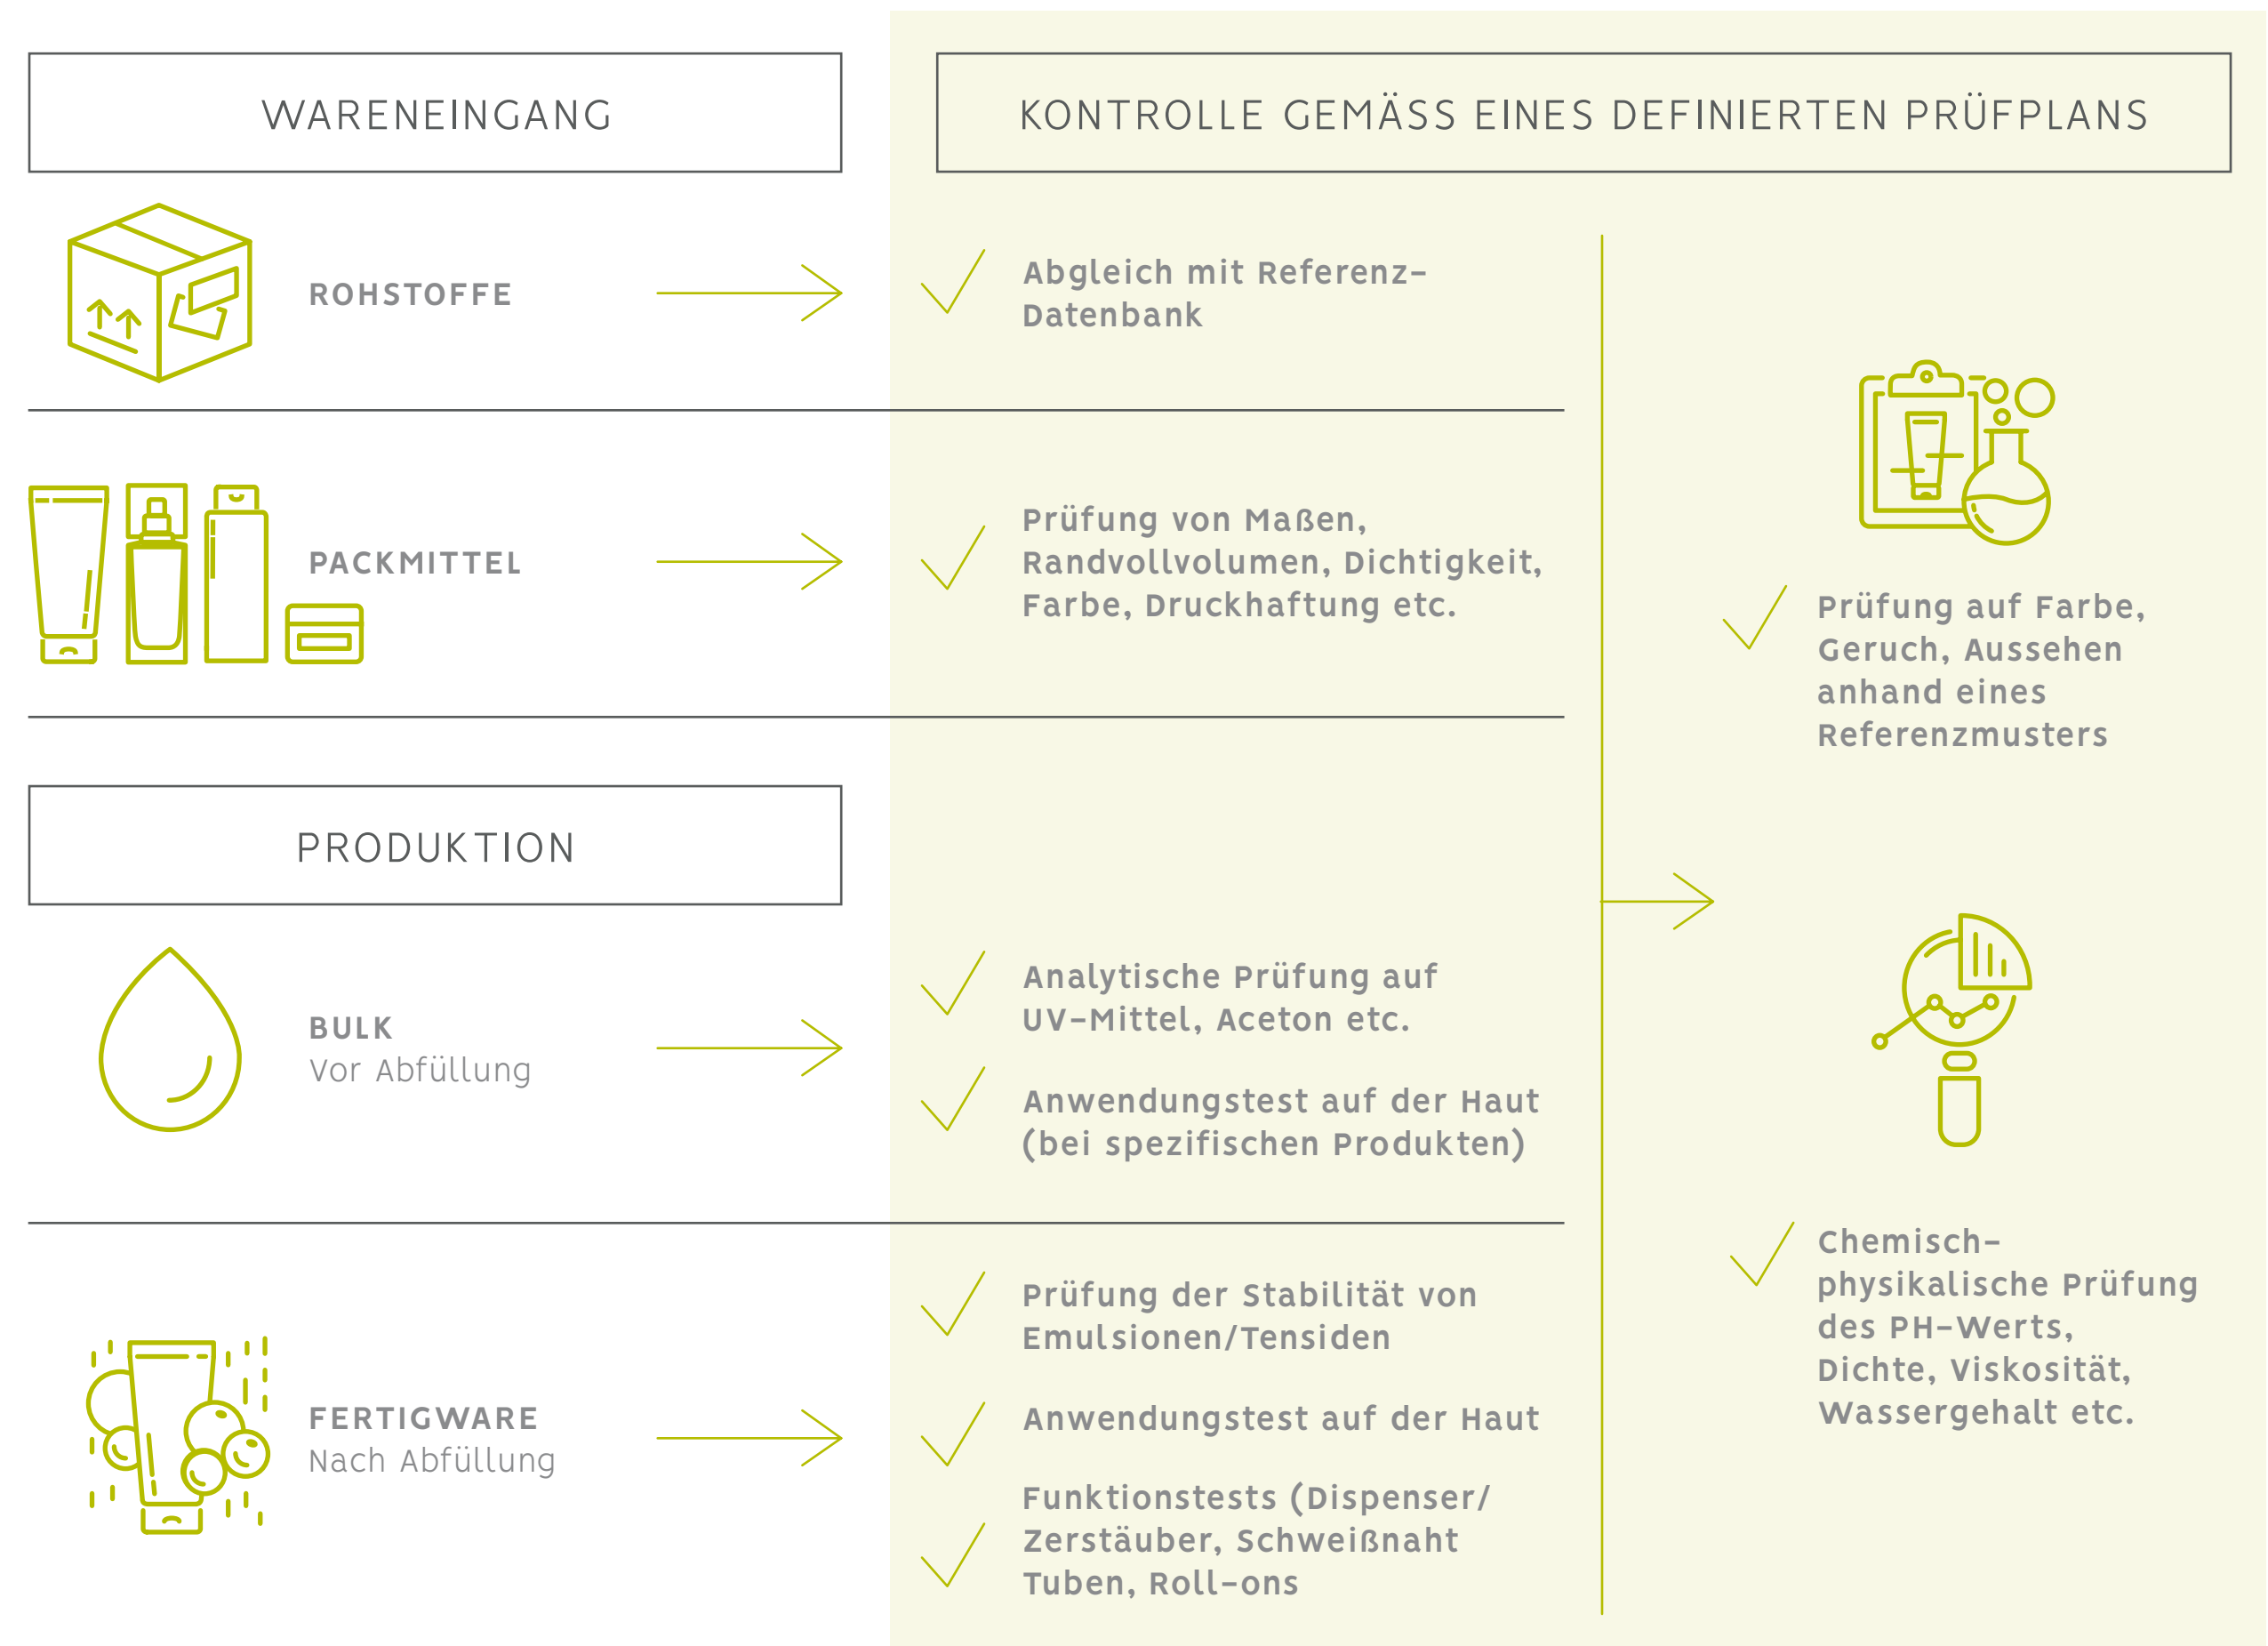 WARENEINGANG
KONTROLLE GEMÄSS EINES DEFINIERTEN PRÜFPLANS
ROHSTOFFE
Abgleich mit Referenz-
Datenbank
PACKMITTEL
Prüfung von Maßen,
Randvollvolumen, Dichtigkeit,
Farbe, Druckhaftung etc.
PRODUKTION
BULK
Vor Abfüllung
Analytische Prüfung auf
UV-Mittel, Aceton etc.
Anwendungstest auf der Haut
(bei spezifischen Produkten)
FERTIGWARE
Nach Abfüllung
Prüfung der Stabilität von
Emulsionen/Tensiden
Anwendungstest auf der Haut
Funktionstests (Dispenser/
Zerstäuber, Schweißnaht
Tuben, Roll-ons
Prüfung auf Farbe,
Geruch, Aussehen
anhand eines
Referenzmusters
Chemisch-
physikalische Prüfung
des PH-Werts,
Dichte, Viskosität,
Wassergehalt etc.